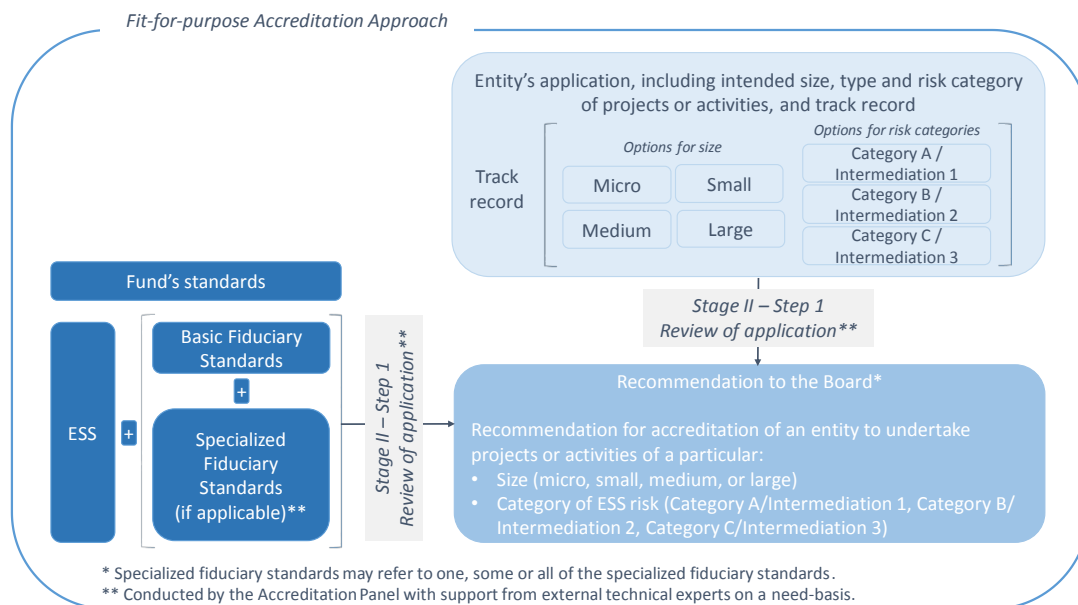 Fit-for-purpose Accreditation Approach
Entity's application, including intended size, type and risk category
of projects or activities, and track record
Options for risk categories
Options for size
Track
record
Micro
Small
Medium
Large
Category A /
Intermediation 1
Category B /
Intermediation 2
Category C /
Intermediation 3
Fund's standards
ESS
+
Basic Fiduciary
Standards
+
Specialized
Fiduciary
Standards
(if applicable)**
Stage II – Step 1
Review of application**
Stage II – Step 1
Review of application**
Recommendation to the Board*
Recommendation for accreditation of an entity to undertake
projects or activities of a particular:
• Size (micro, small, medium, or large)
• Category of ESS risk (Category A/Intermediation 1, Category B/
Intermediation 2, Category C/Intermediation 3)
* Specialized fiduciary standards may refer to one, some or all of the specialized fiduciary standards.
** Conducted by the Accreditation Panel with support from external technical experts on a need-basis.